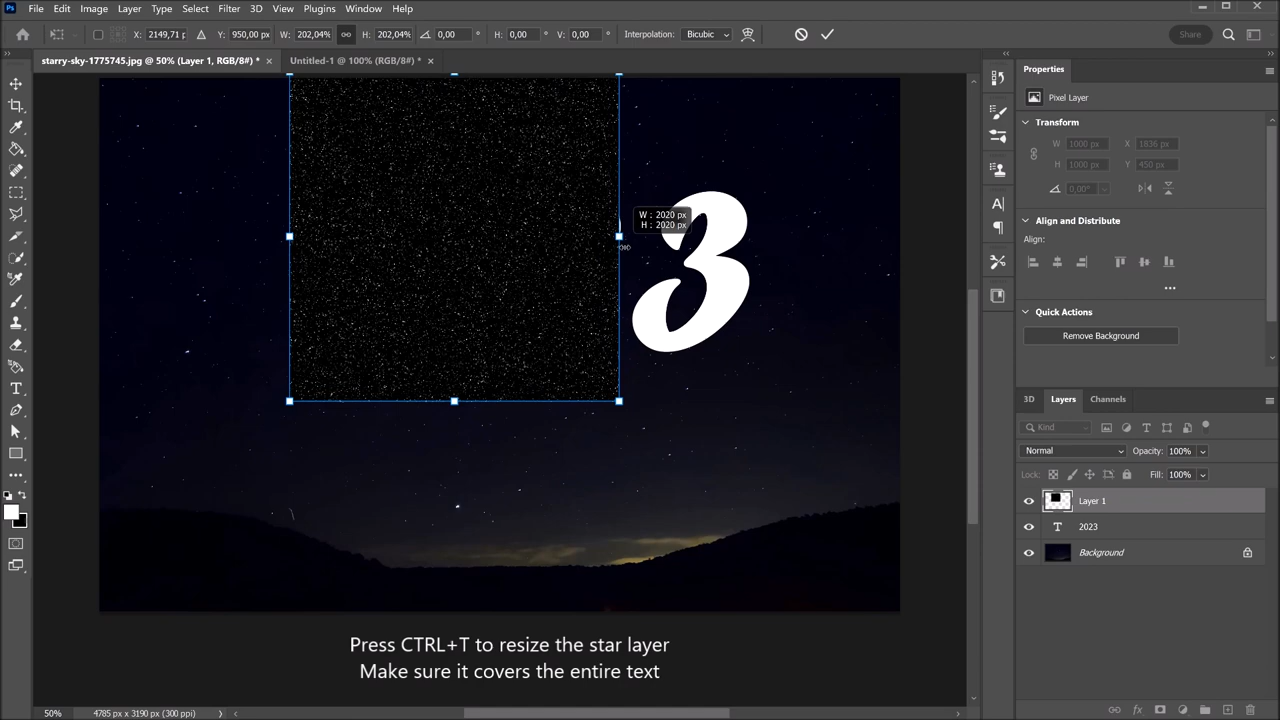 Ps File Edit Image Layer Type Select Filter 3D View Plugins Window Help
X: 2149,71 p Y: 950,00 px W: 202,04% H: 202,04% 0,00 ° H: 0,00 ° V: 0,00 ° Interpolation: Bicubic Share
starry-sky-1775745.jpg @ 50% (Layer 1, RGB/8#) * × Untitled-1 @ 100% (RGB/8#) * ×
Properties
Pixel Layer
Transform
W 1000 px X 1836 px
H 1000 px Y 450 px
0,00°
Align and Distribute
Align:
Quick Actions
Remove Background
W : 2020 px
H : 2020 px
3
3D Layers Channels
Kind
Normal Opacity: 100%
Lock: Fill: 100%
Layer 1
T 2023
Background
Press CTRL+T to resize the star layer
Make sure it covers the entire text
50% 4785 px x 3190 px (300 ppi)